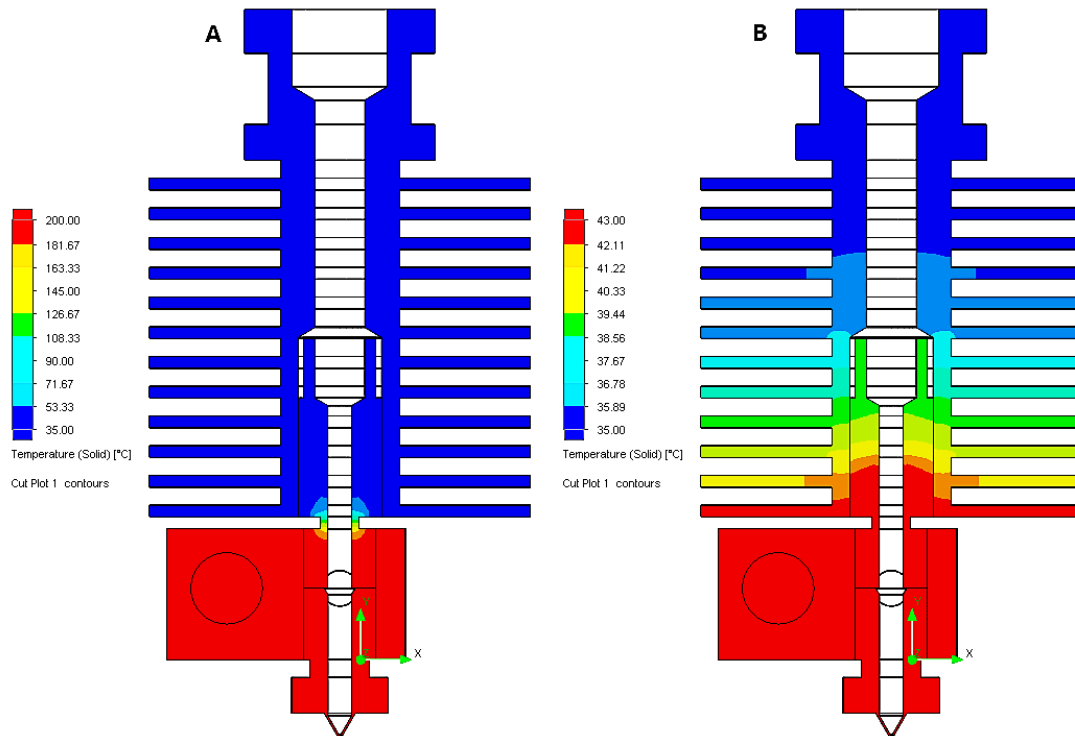 A
B
200.00
181.67
163.33
145.00
126.67
108.33
90.00
71.67
53.33
35.00
Temperature (Solid) [°C]
Cut Plot 1 contours
43.00
42.11
41.22
40.33
39.44
38.56
37.67
36.78
35.89
35.00
Temperature (Solid) [°C]
Cut Plot 1 contours
Y
X
Y
X